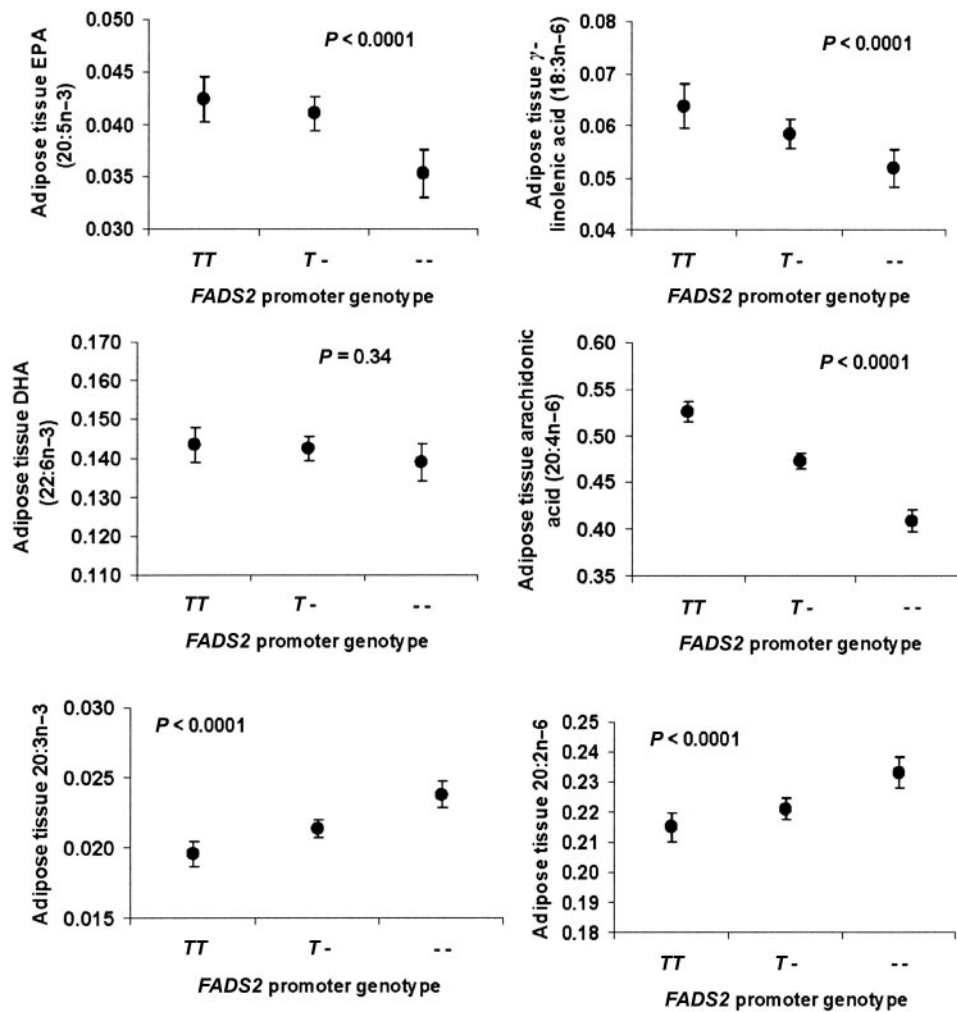 Adipose tissue EPA
(20:5n–3)
0.050
0.045
0.040
0.035
0.030
P < 0.0001
TT T - - -
FADS2 promoter genotype
Adipose tissue γ-
linolenic acid (18:3n–6)
0.08
0.07
0.06
0.05
0.04
P < 0.0001
TT T - - -
FADS2 promoter genotype
Adipose tissue DHA
(22:6n–3)
0.170
0.160
0.150
0.140
0.130
0.120
0.110
P = 0.34
TT T - - -
FADS2 promoter genotype
Adipose tissue arachidonic
acid (20:4n–6)
0.60
0.55
0.50
0.45
0.40
0.35
P < 0.0001
TT T - - -
FADS2 promoter genotype
Adipose tissue 20:3n–3
0.030
0.025
0.020
0.015
P < 0.0001
TT T - - -
FADS2 promoter genotype
Adipose tissue 20:2n–6
0.25
0.24
0.23
0.22
0.21
0.20
0.19
0.18
P < 0.0001
TT T - - -
FADS2 promoter genotype